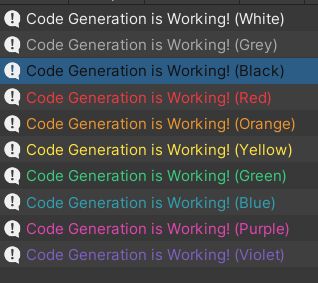 Code Generation is Working! (White)
Code Generation is Working! (Grey)
Code Generation is Working! (Black)
Code Generation is Working! (Red)
Code Generation is Working! (Orange)
Code Generation is Working! (Yellow)
Code Generation is Working! (Green)
Code Generation is Working! (Blue)
Code Generation is Working! (Purple)
Code Generation is Working! (Violet)